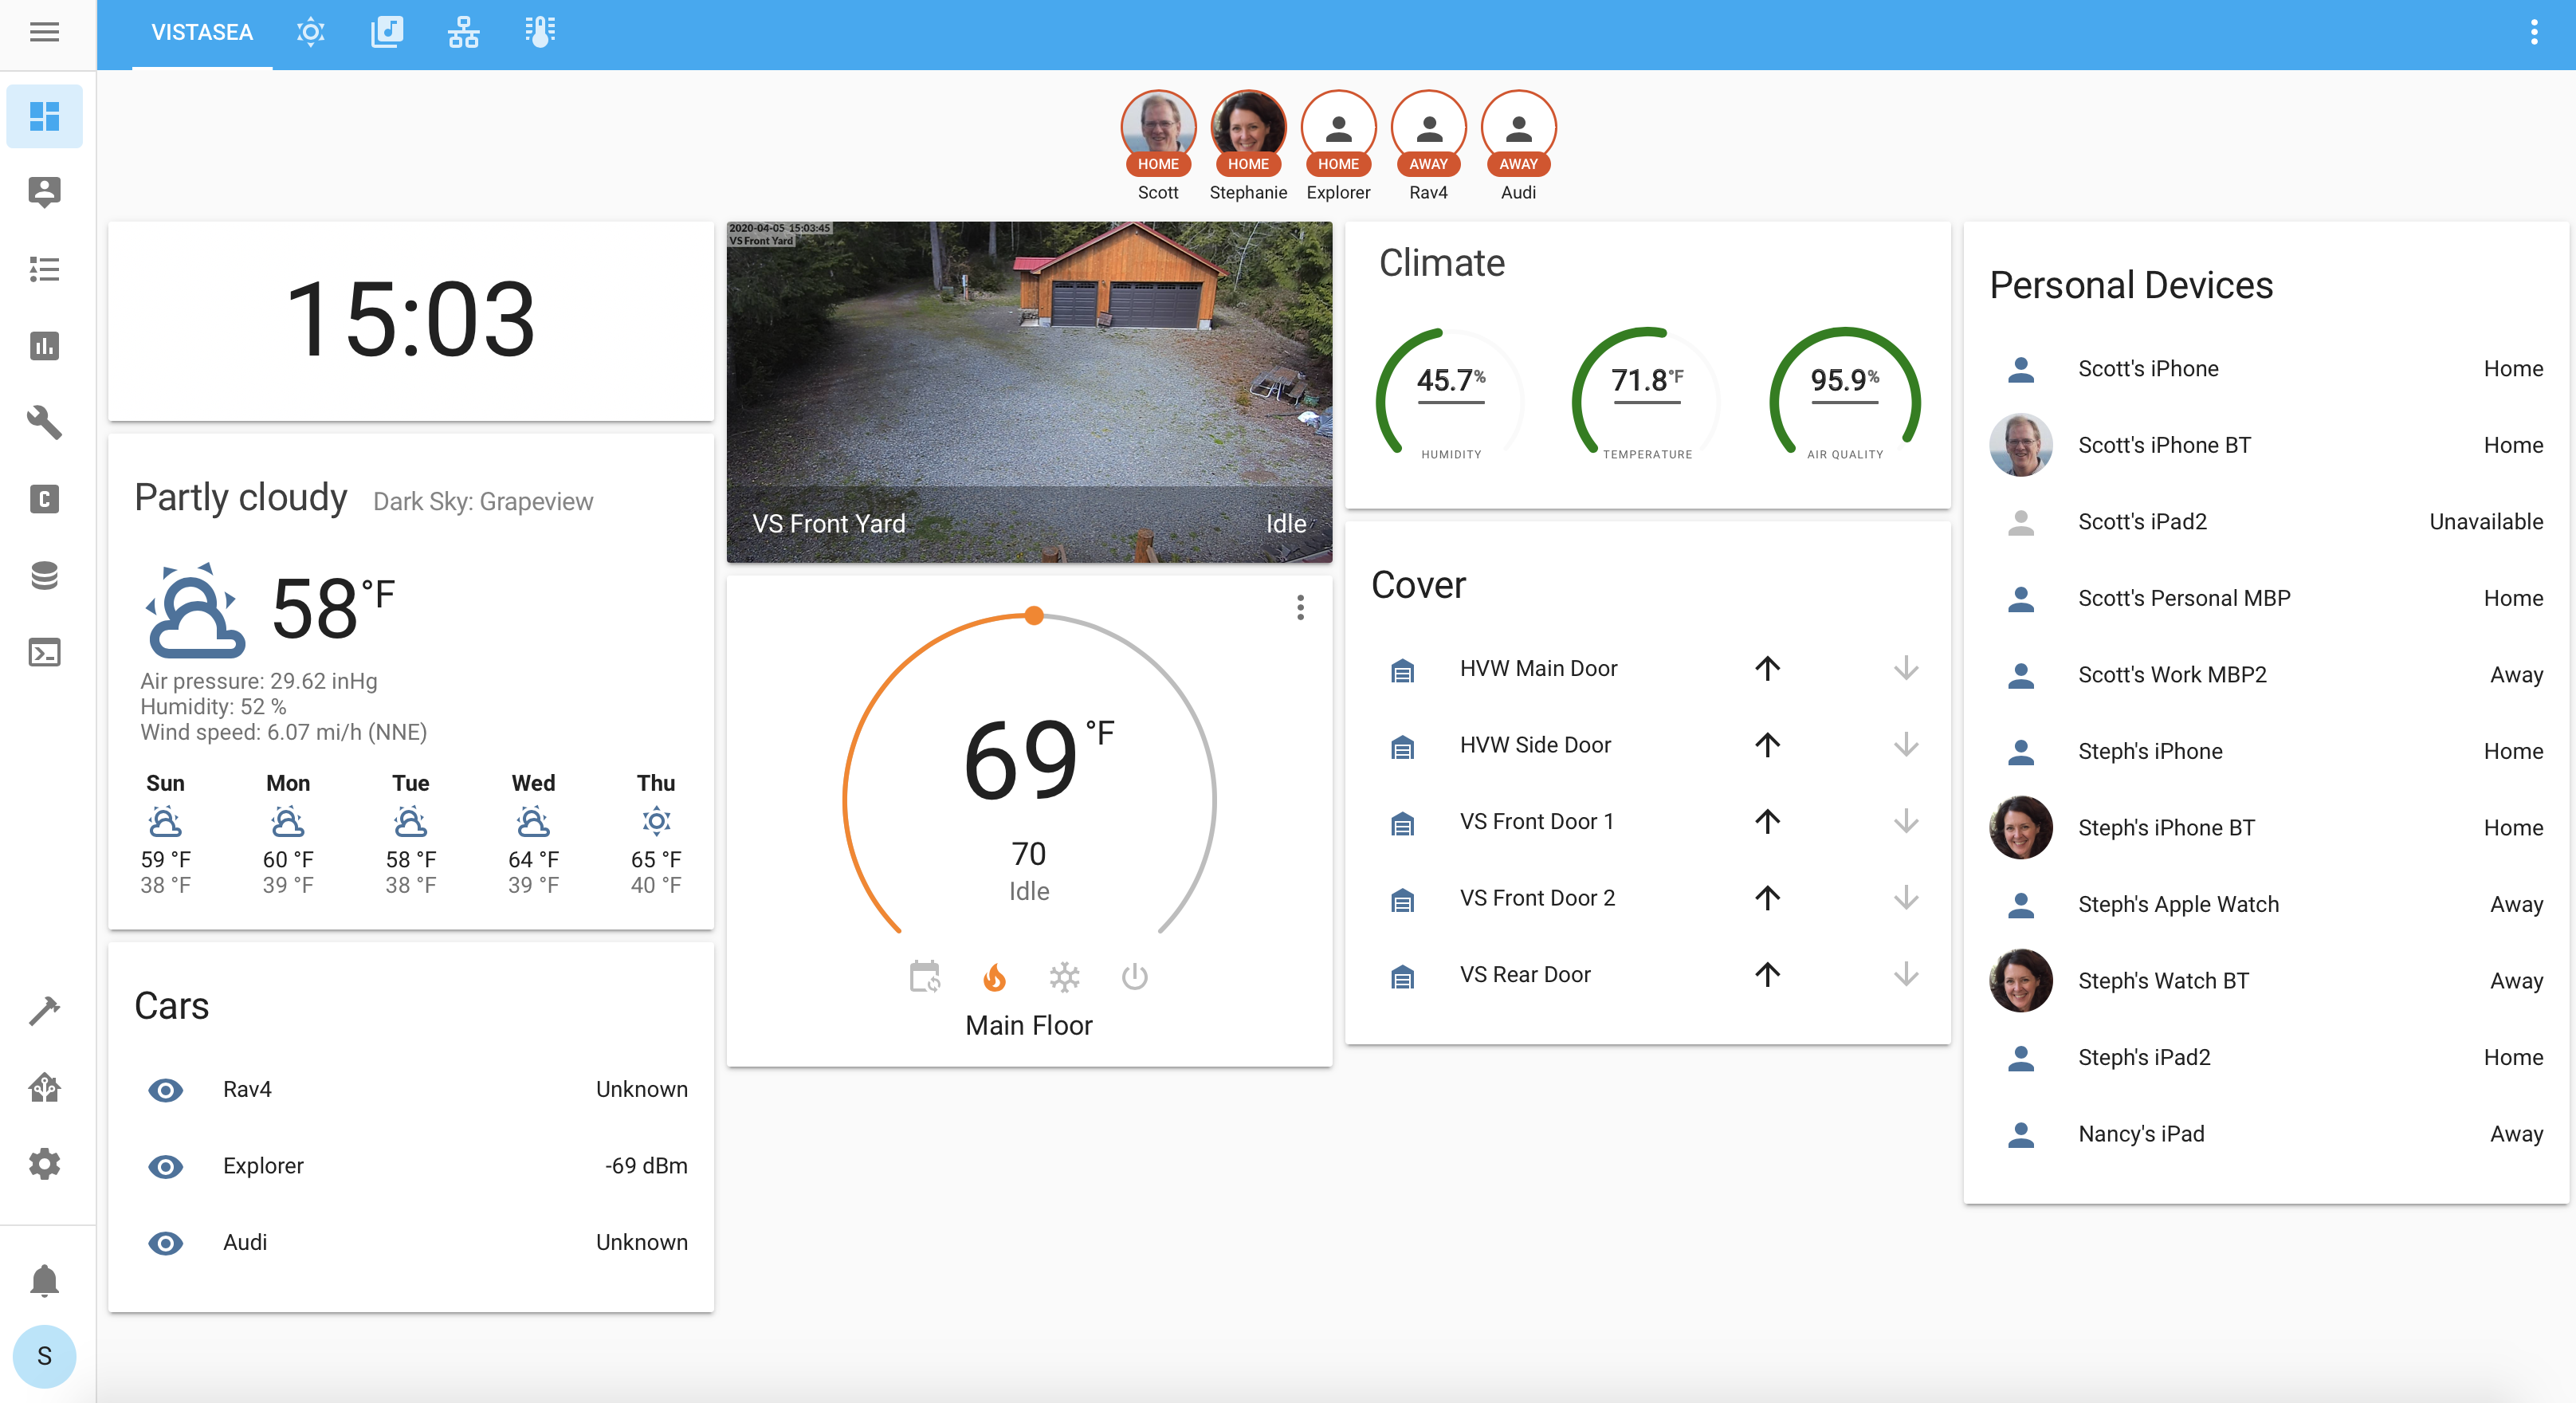 VISTASEA
HOME HOME HOME AWAY AWAY
Scott Stephanie Explorer Rav4 Audi
15:03
Partly cloudy Dark Sky: Grapeview
58 °F
Air pressure: 29.62 inHg
Humidity: 52 %
Wind speed: 6.07 mi/h (NNE)
Sun Mon Tue Wed Thu
59 °F 60 °F 58 °F 64 °F 65 °F
38 °F 39 °F 38 °F 39 °F 40 °F
Cars
Rav4 Unknown
Explorer -69 dBm
Audi Unknown
2020-04-05 15:03:45
VS Front Yard
VS Front Yard Idle
69 °F
70
Idle
Main Floor
Climate
45.7% 71.8°F 95.9%
HUMIDITY TEMPERATURE AIR QUALITY
Cover
HVW Main Door
HVW Side Door
VS Front Door 1
VS Front Door 2
VS Rear Door
Personal Devices
Scott's iPhone Home
Scott's iPhone BT Home
Scott's iPad2 Unavailable
Scott's Personal MBP Home
Scott's Work MBP2 Away
Steph's iPhone Home
Steph's iPhone BT Home
Steph's Apple Watch Away
Steph's Watch BT Away
Steph's iPad2 Home
Nancy's iPad Away
C
S